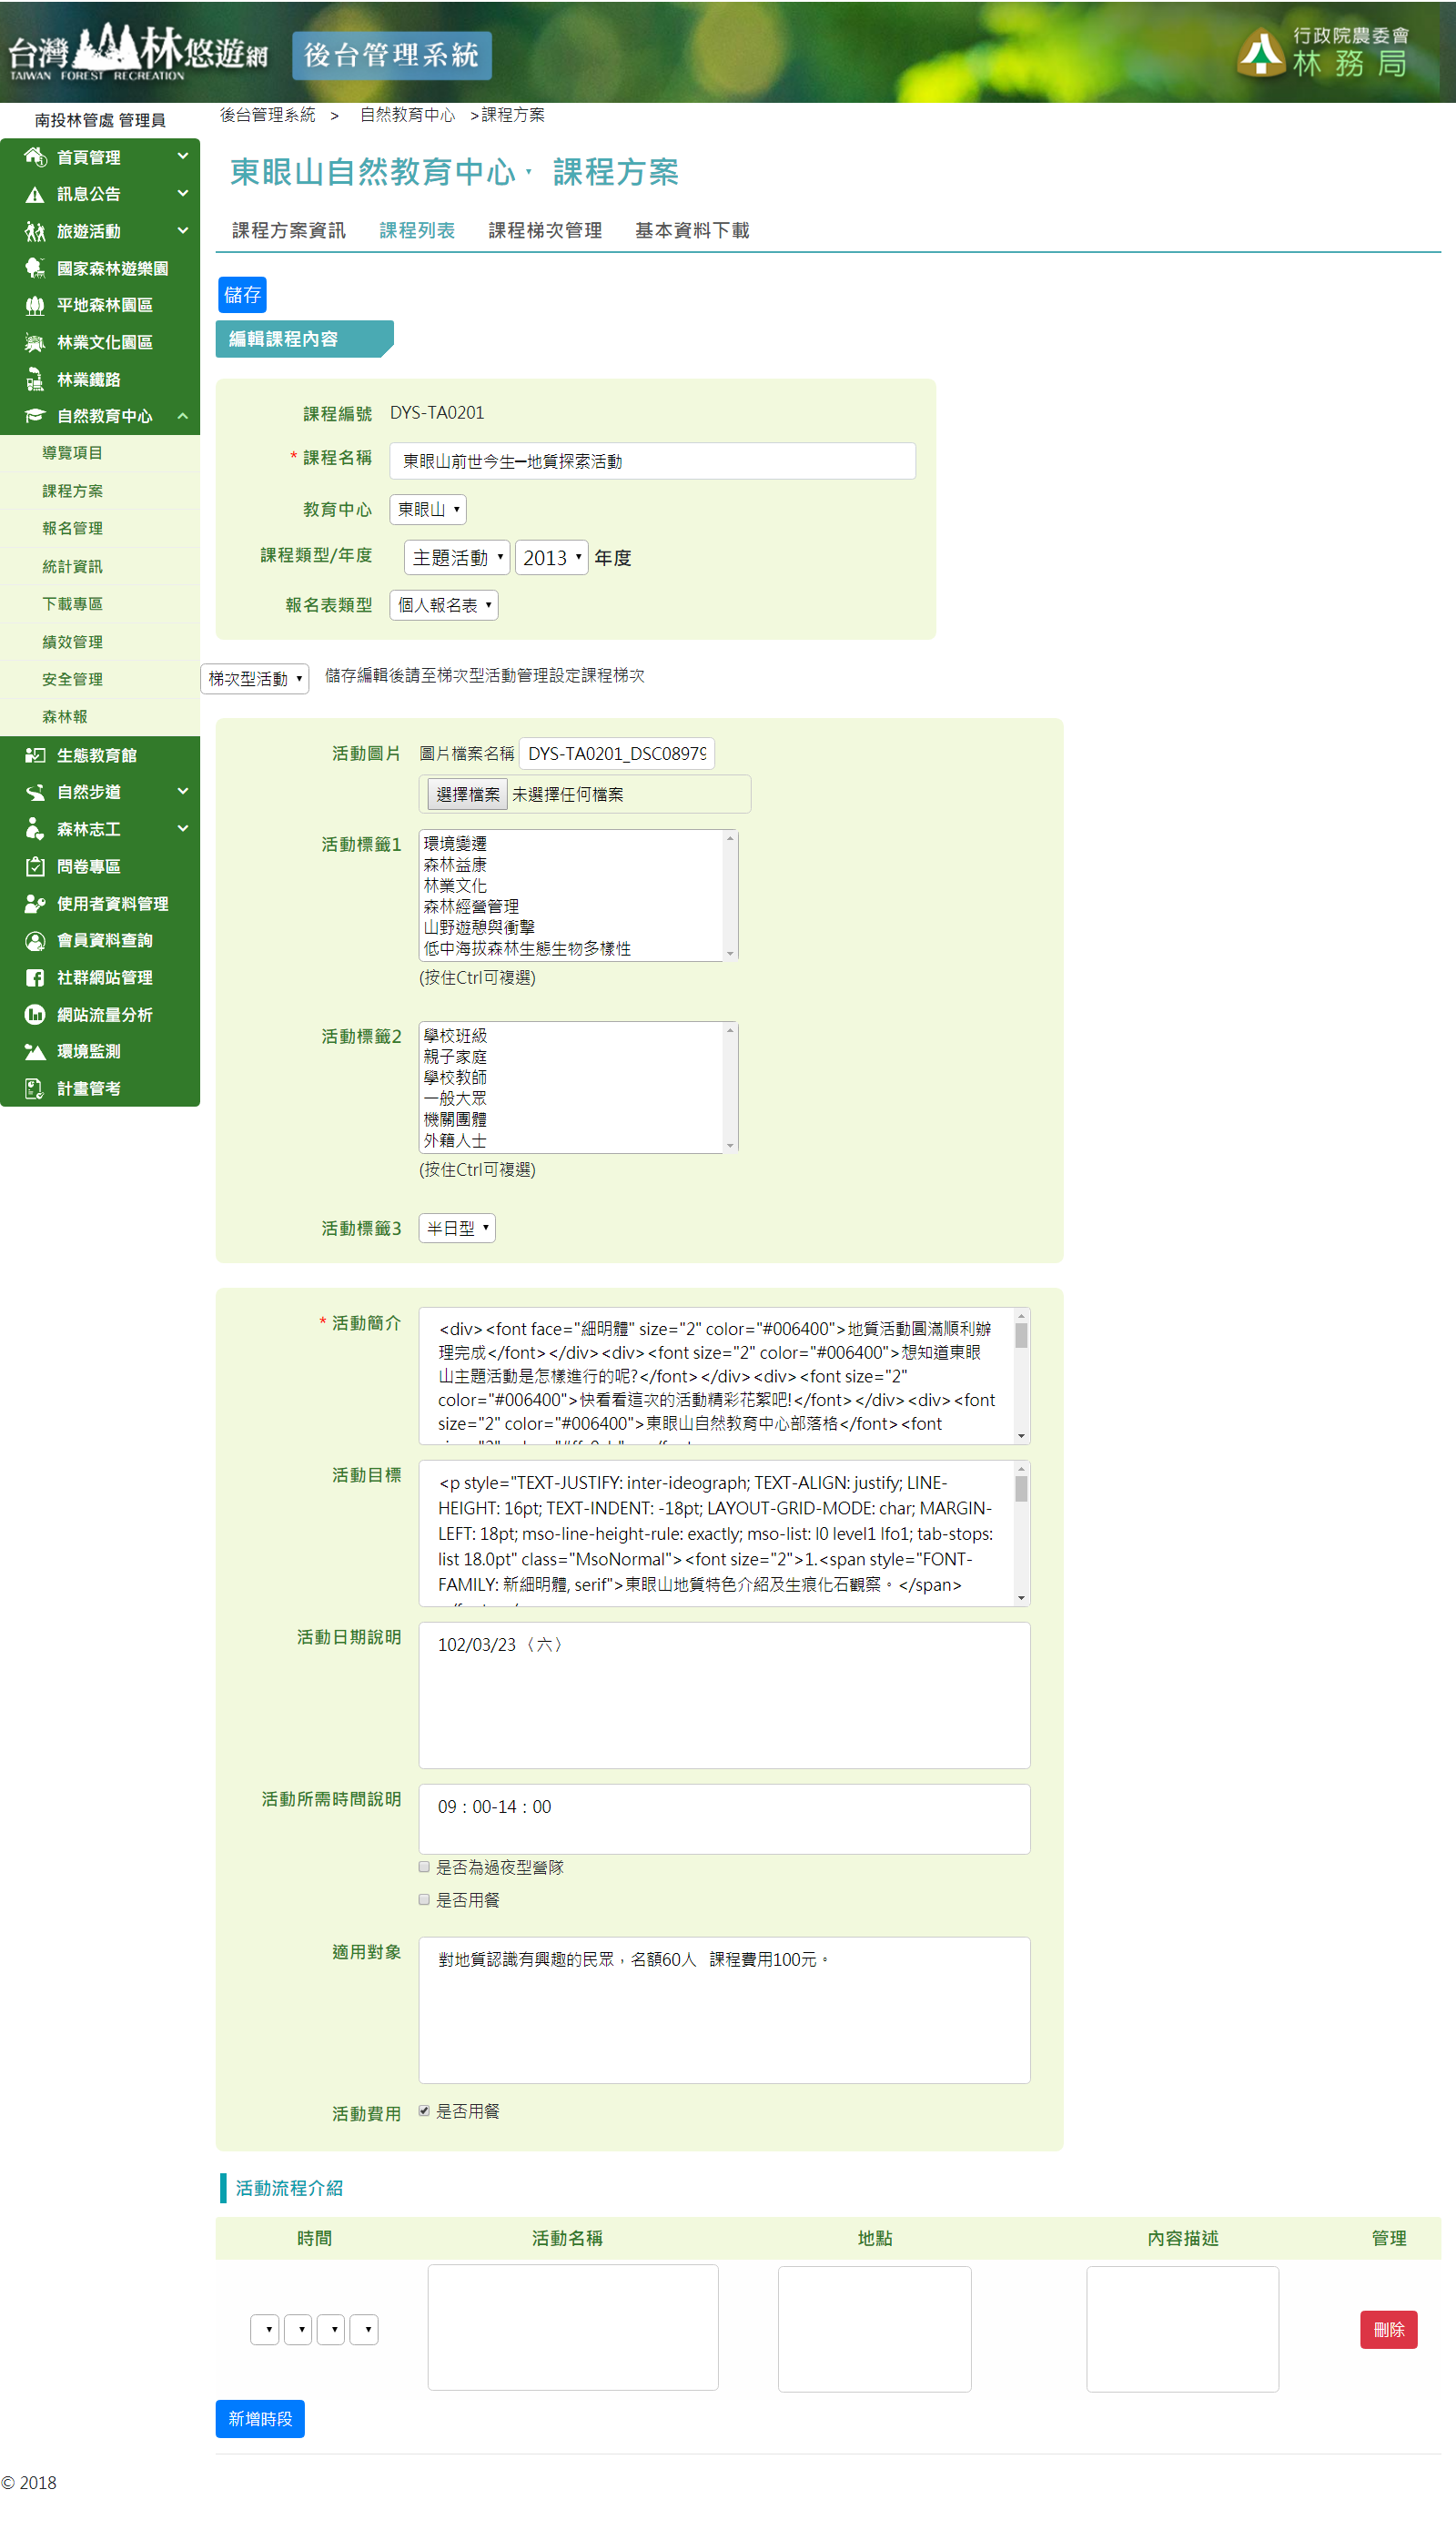 台灣山林悠遊網
TAIWAN FOREST RECREATION
後台管理系統
行政院農委會
林務局
南投林管處 管理員
後台管理系統 > 自然教育中心 >課程方案
首頁管理
訊息公告
旅遊活動
國家森林遊樂園
平地森林園區
林業文化園區
林業鐵路
自然教育中心
導覽項目
課程方案
報名管理
統計資訊
下載專區
績效管理
安全管理
森林報
生態教育館
自然步道
森林志工
問卷專區
使用者資料管理
會員資料查詢
社群網站管理
網站流量分析
環境監測
計畫管考
東眼山自然教育中心 課程方案
課程方案資訊 課程列表 課程梯次管理 基本資料下載
儲存
編輯課程內容
課程編號 DYS-TA0201
* 課程名稱 東眼山前世今生━地質探索活動
教育中心 東眼山
課程類型/年度 主題活動 2013 年度
報名表類型 個人報名表
梯次型活動 儲存編輯後請至梯次型活動管理設定課程梯次
活動圖片 圖片檔案名稱 DYS-TA0201_DSC08979
選擇檔案 未選擇任何檔案
活動標籤1
環境變遷
森林益康
林業文化
森林經營管理
山野遊憩與衝擊
低中海拔森林生態生物多樣性
(按住Ctrl可複選)
活動標籤2
學校班級
親子家庭
學校教師
一般大眾
機關團體
外籍人士
(按住Ctrl可複選)
活動標籤3 半日型
* 活動簡介
<div><font face="細明體" size="2" color="#006400">地質活動圓滿順利辦
理完成</font></div><div><font size="2" color="#006400">想知道東眼
山主題活動是怎樣進行的呢?</font></div><div><font size="2"
color="#006400">快看看這次的活動精彩花絮吧!</font></div><div><font
size="2" color="#006400">東眼山自然教育中心部落格</font><font
活動目標
<p style="TEXT-JUSTIFY: inter-ideograph; TEXT-ALIGN: justify; LINE-
HEIGHT: 16pt; TEXT-INDENT: -18pt; LAYOUT-GRID-MODE: char; MARGIN-
LEFT: 18pt; mso-line-height-rule: exactly; mso-list: l0 level1 lfo1; tab-stops:
list 18.0pt" class="MsoNormal"><font size="2">1.<span style="FONT-
FAMILY: 新細明體, serif">東眼山地質特色介紹及生痕化石觀察。</span>
活動日期說明 102/03/23〈六〉
活動所需時間說明 09：00-14：00
是否為過夜型營隊
是否用餐
適用對象 對地質認識有興趣的民眾，名額60人 課程費用100元。
活動費用 是否用餐
活動流程介紹
時間 活動名稱 地點 內容描述 管理
刪除
新增時段
© 2018